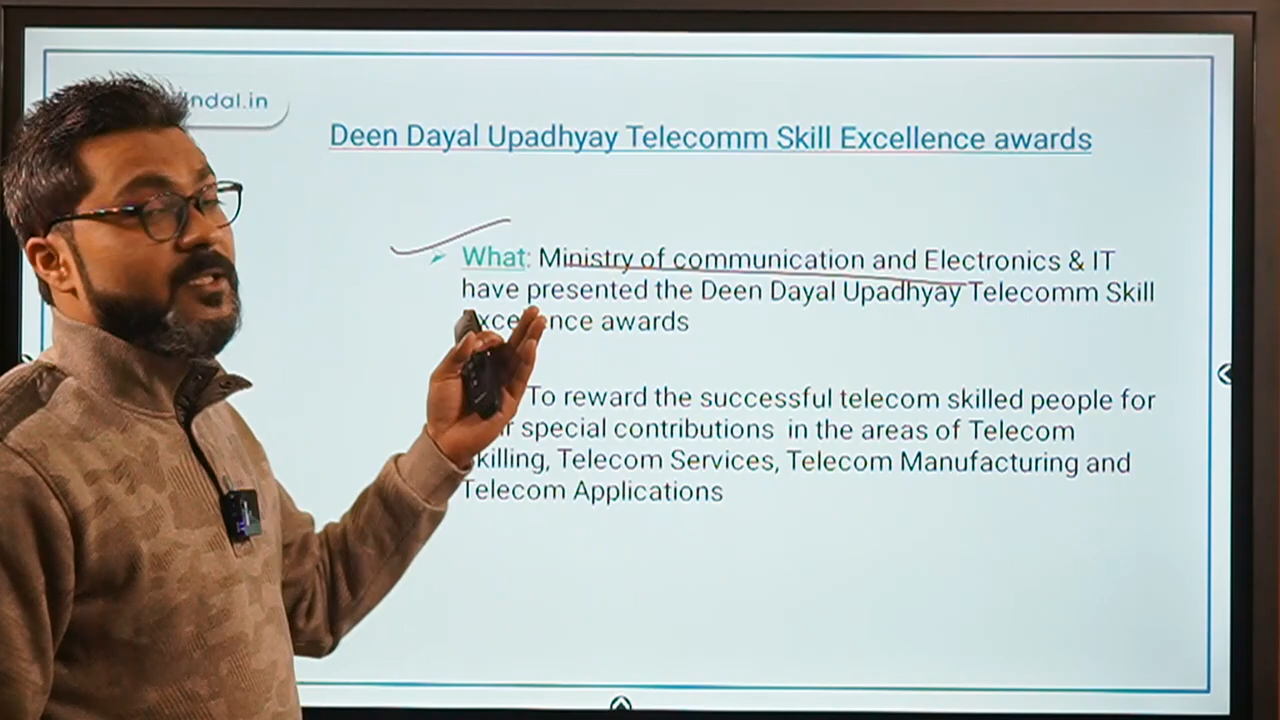 ndal.in
Deen Dayal Upadhyay Telecomm Skill Excellence awards
What: Ministry of communication and Electronics & IT
have presented the Deen Dayal Upadhyay Telecomm Skill
awards
To reward the successful telecom skilled people for
special contributions in the areas of Telecom
killing, Telecom Services, Telecom Manufacturing and
Telecom Applications